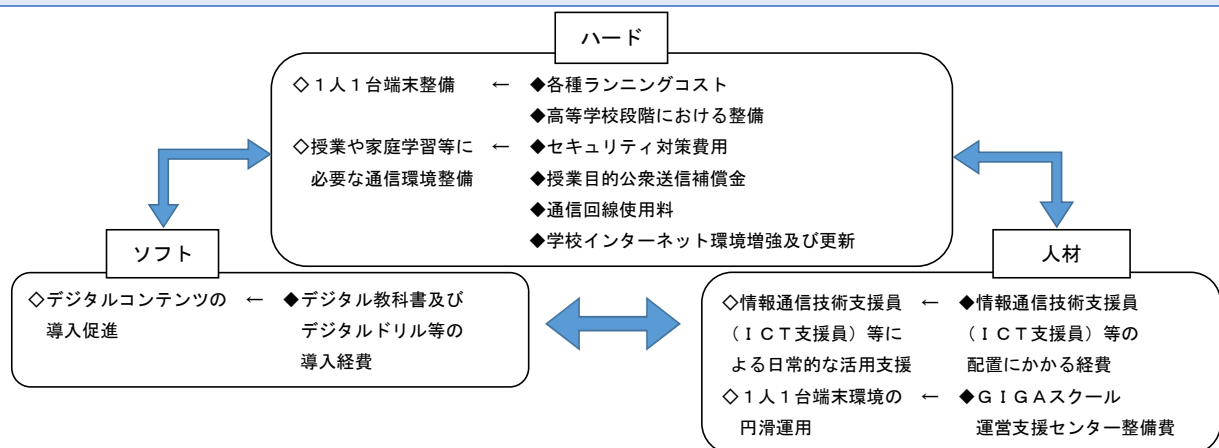 ハード
◇１人１台端末整備　←　◆各種ランニングコスト
◆高等学校段階における整備
◇授業や家庭学習等に　←　◆セキュリティ対策費用
必要な通信環境整備　◆授業目的公衆送信補償金
◆通信回線使用料
◆学校インターネット環境増強及び更新
ソフト
◇デジタルコンテンツの　←　◆デジタル教科書及び
導入促進　デジタルドリル等の
導入経費
人材
◇情報通信技術支援員　←　◆情報通信技術支援員
（ＩＣＴ支援員）等に　（ＩＣＴ支援員）等の
よる日常的な活用支援　配置にかかる経費
◇１人１台端末環境の　←　◆ＧＩＧＡスクール
円滑運用　運営支援センター整備費